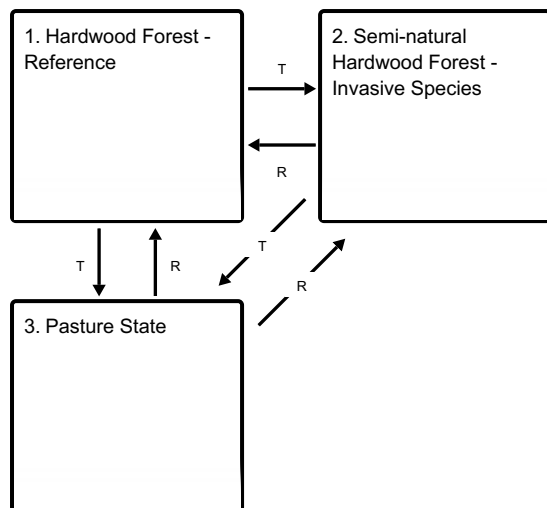 1. Hardwood Forest -
Reference
2. Semi-natural
Hardwood Forest -
Invasive Species
T
R
T
R
T
R
3. Pasture State